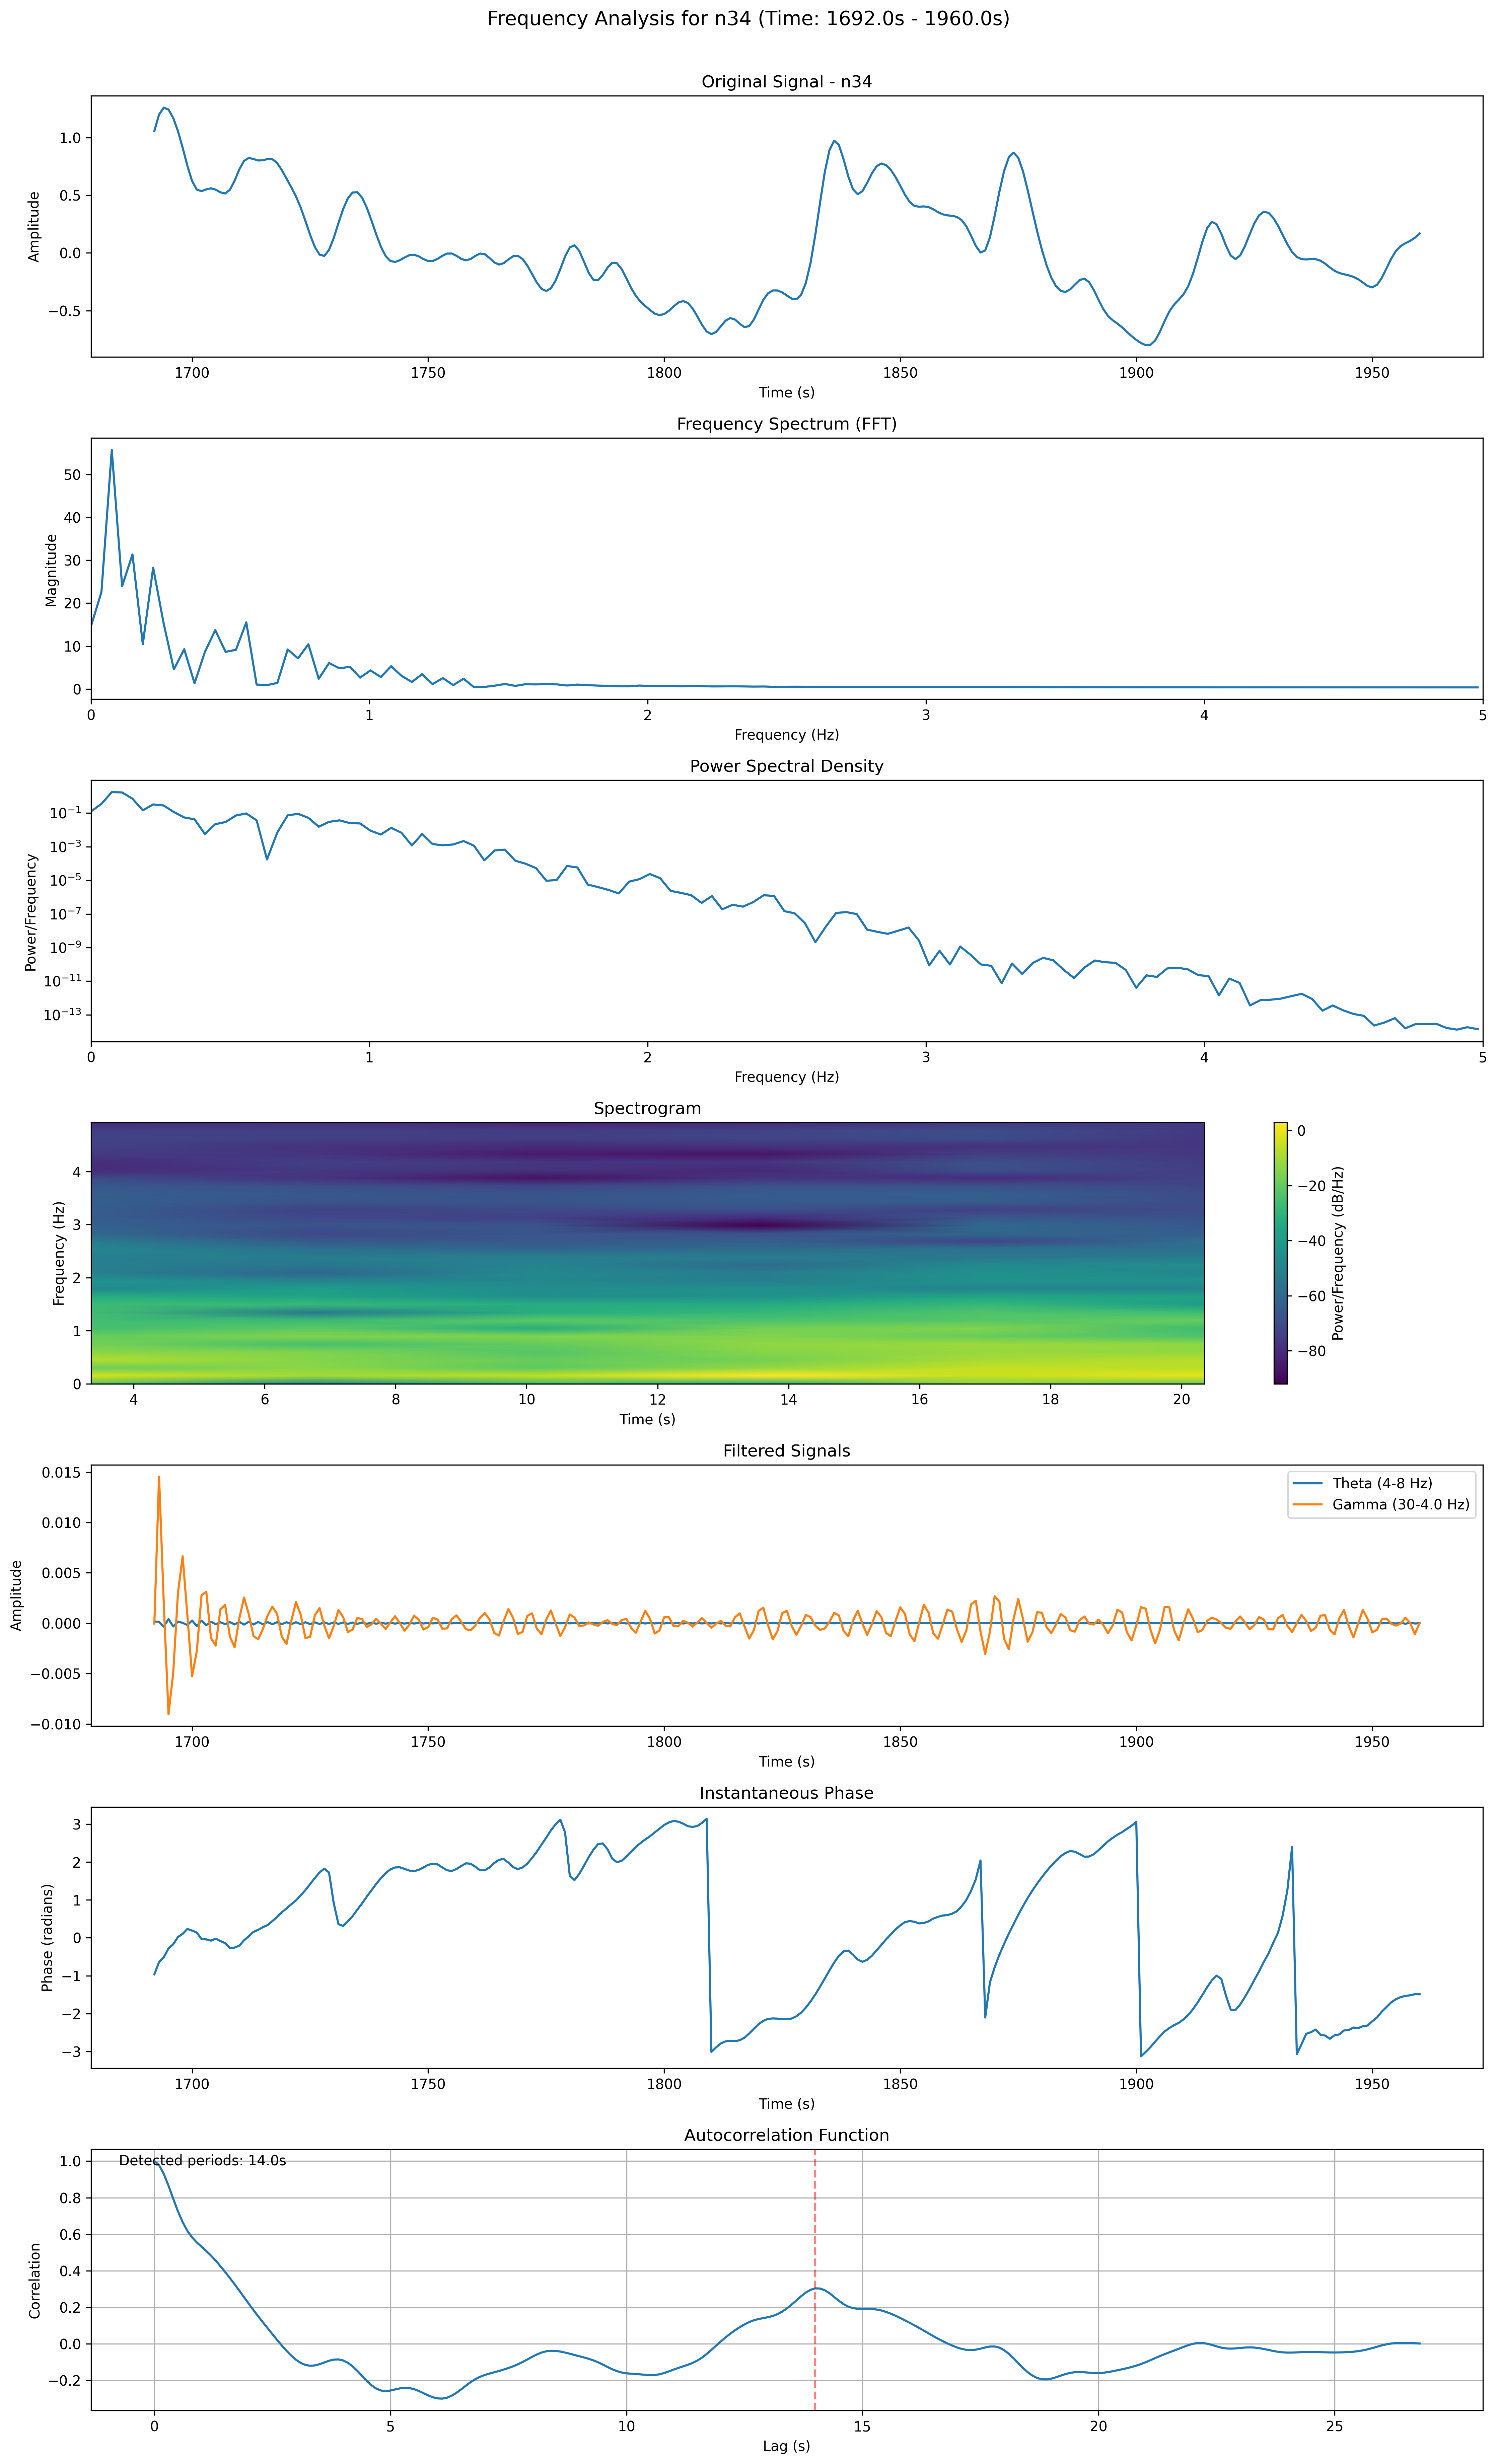 Frequency Analysis for n34 (Time: 1692.0s - 1960.0s)
Original Signal - n34
1.0
0.5
0.0
−0.5
Amplitude
1700 1750 1800 1850 1900 1950
Time (s)
Frequency Spectrum (FFT)
50
40
30
20
10
0
Magnitude
0 1 2 3 4 5
Frequency (Hz)
Power Spectral Density
10⁻¹
10⁻³
10⁻⁵
10⁻⁷
10⁻⁹
10⁻¹¹
10⁻¹³
Power/Frequency
0 1 2 3 4 5
Frequency (Hz)
Spectrogram
4
3
2
1
0
Frequency (Hz)
4 6 8 10 12 14 16 18 20
Time (s)
0
−20
−40
−60
−80
Power/Frequency (dB/Hz)
Filtered Signals
0.015
0.010
0.005
0.000
−0.005
−0.010
Amplitude
Theta (4-8 Hz)
Gamma (30-4.0 Hz)
1700 1750 1800 1850 1900 1950
Time (s)
Instantaneous Phase
3
2
1
0
−1
−2
−3
Phase (radians)
1700 1750 1800 1850 1900 1950
Time (s)
Autocorrelation Function
Detected periods: 14.0s
1.0
0.8
0.6
0.4
0.2
0.0
−0.2
Correlation
0 5 10 15 20 25
Lag (s)